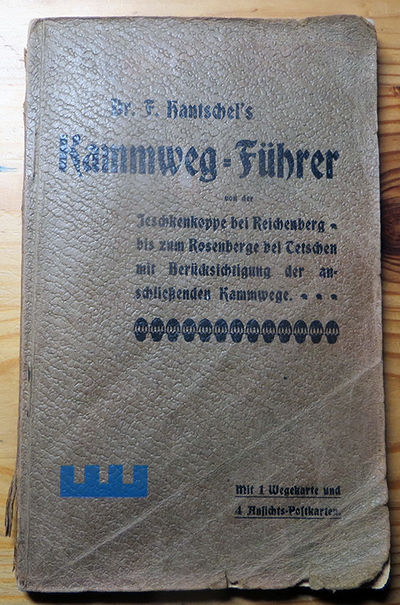 Dr. F. Hantschel's
Kammweg-Führer
von der
Jeschkenkoppe bei Reichenberg
bis zum Rosenberge bei Tetschen
mit Berücksichtigung der an-
schließenden Kammwege.
Mit 1 Wegekarte und
4 Ansichts-Postkarten.